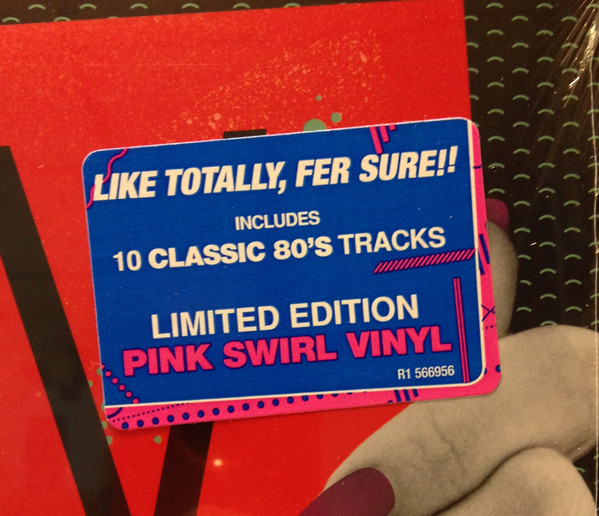 LIKE TOTALLY, FER SURE!!
INCLUDES
10 CLASSIC 80'S TRACKS
LIMITED EDITION
PINK SWIRL VINYL
R1 566956